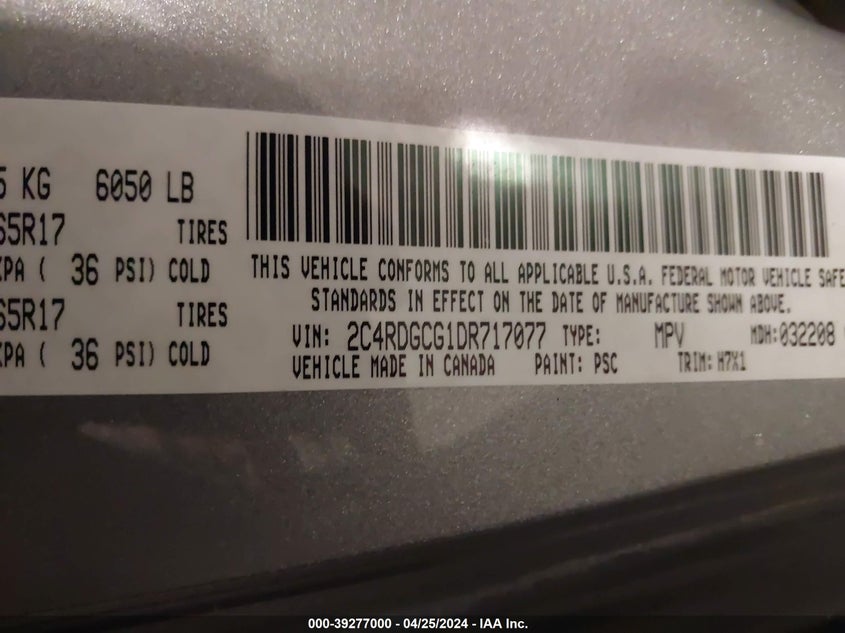 5 KG 6050 LB
65R17 TIRES
KPA ( 36 PSI) COLD
65R17 TIRES
KPA ( 36 PSI) COLD
THIS VEHICLE CONFORMS TO ALL APPLICABLE U.S.A. FEDERAL MOTOR VEHICLE SAFE
STANDARDS IN EFFECT ON THE DATE OF MANUFACTURE SHOWN ABOVE.
VIN: 2C4RDGCG1DR717077 TYPE: MPV MDH:032208
VEHICLE MADE IN CANADA PAINT: PSC TRIM: H7X1
000-39277000 - 04/25/2024 - IAA Inc.